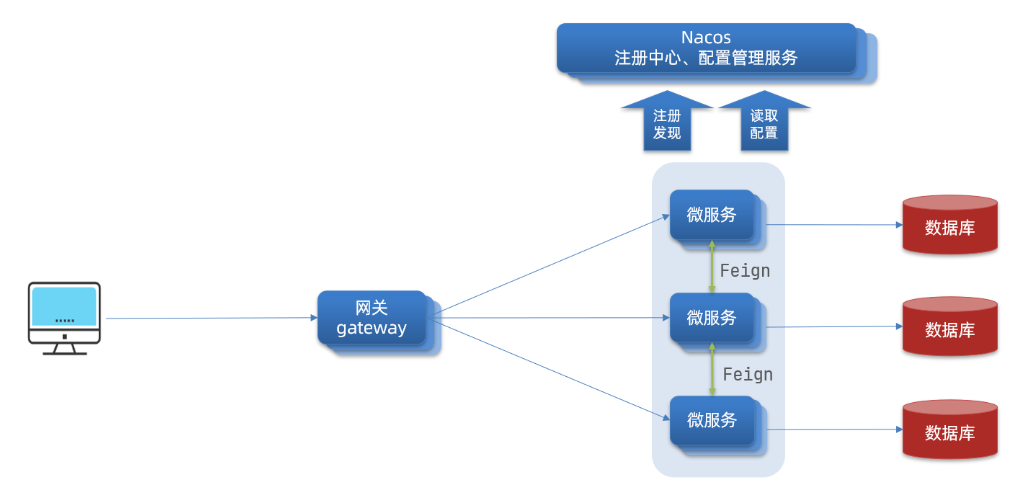 Nacos
注册中心、配置管理服务
注册
发现
读取
配置
微服务
数据库
Feign
网关
gateway
微服务
数据库
Feign
微服务
数据库